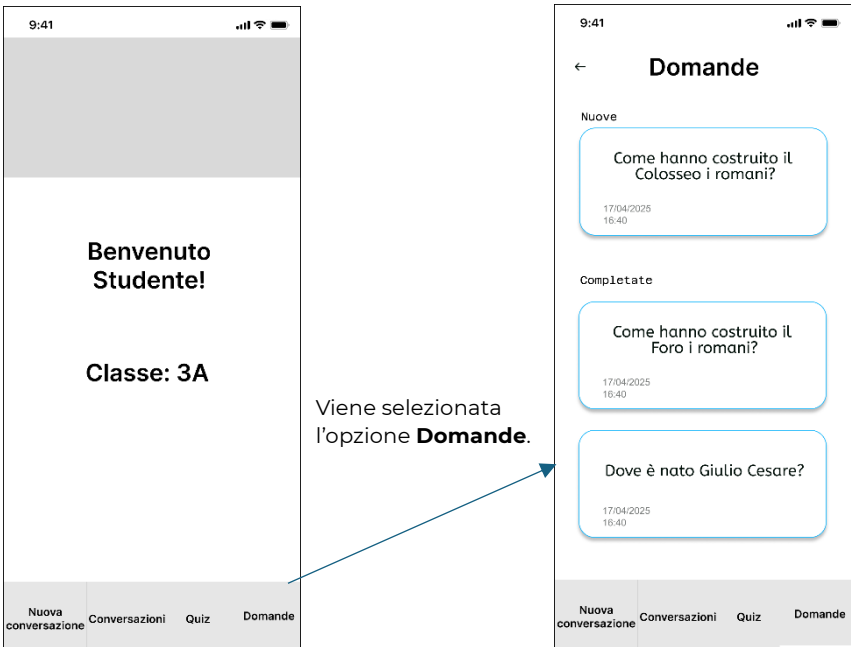 9:41
Benvenuto
Studente!
Classe: 3A
Nuova
conversazione
Conversazioni
Quiz
Domande
Viene selezionata
l’opzione Domande.
9:41
←
Domande
Nuove
Come hanno costruito il
Colosseo i romani?
17/04/2025
16:40
Completate
Come hanno costruito il
Foro i romani?
17/04/2025
16:40
Dove è nato Giulio Cesare?
17/04/2025
16:40
Nuova
conversazione
Conversazioni
Quiz
Domande